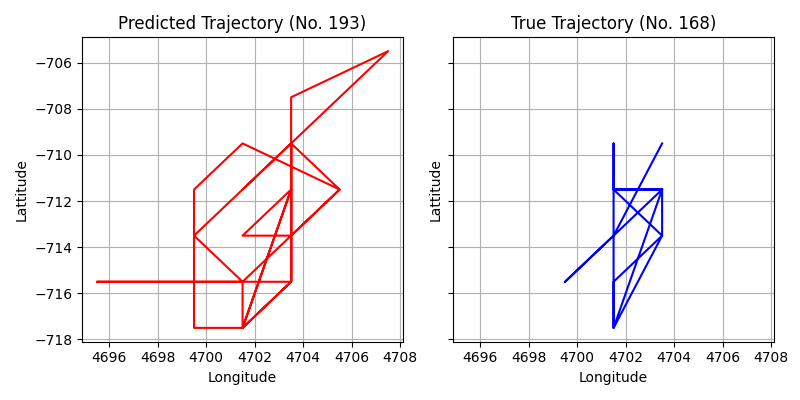 Predicted Trajectory (No. 193)
True Trajectory (No. 168)
−706
−708
−710
−712
−714
−716
−718
Lattitude
Lattitude
4696 4698 4700 4702 4704 4706 4708
4696 4698 4700 4702 4704 4706 4708
Longitude
Longitude